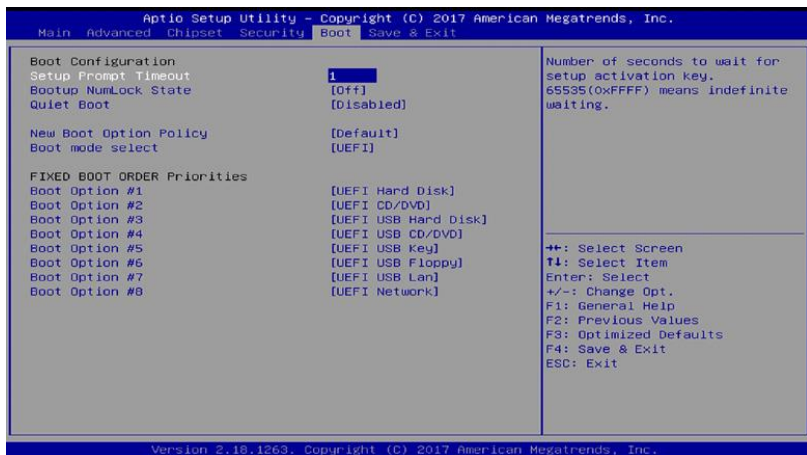 Aptio Setup Utility – Copyright (C) 2017 American Megatrends, Inc.
Main Advanced Chipset Security Boot Save & Exit
Boot Configuration
Setup Prompt Timeout 1
Bootup NumLock State [Off]
Quiet Boot [Disabled]
New Boot Option Policy [Default]
Boot mode select [UEFI]
FIXED BOOT ORDER Priorities
Boot Option #1 [UEFI Hard Disk]
Boot Option #2 [UEFI CD/DVD]
Boot Option #3 [UEFI USB Hard Disk]
Boot Option #4 [UEFI USB CD/DVD]
Boot Option #5 [UEFI USB Key]
Boot Option #6 [UEFI USB Floppy]
Boot Option #7 [UEFI USB Lan]
Boot Option #8 [UEFI Network]
Number of seconds to wait for
setup activation key.
65535(0xFFFF) means indefinite
waiting.
→←: Select Screen
↑↓: Select Item
Enter: Select
+/-: Change Opt.
F1: General Help
F2: Previous Values
F3: Optimized Defaults
F4: Save & Exit
ESC: Exit
Version 2.18.1263. Copyright (C) 2017 American Megatrends, Inc.